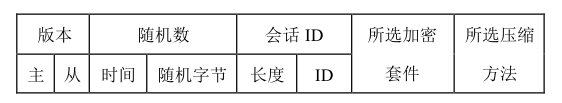 版本 随机数 会话 ID 所选加密 所选压缩
主 从 时间 随机字节 长度 ID 套件 方法